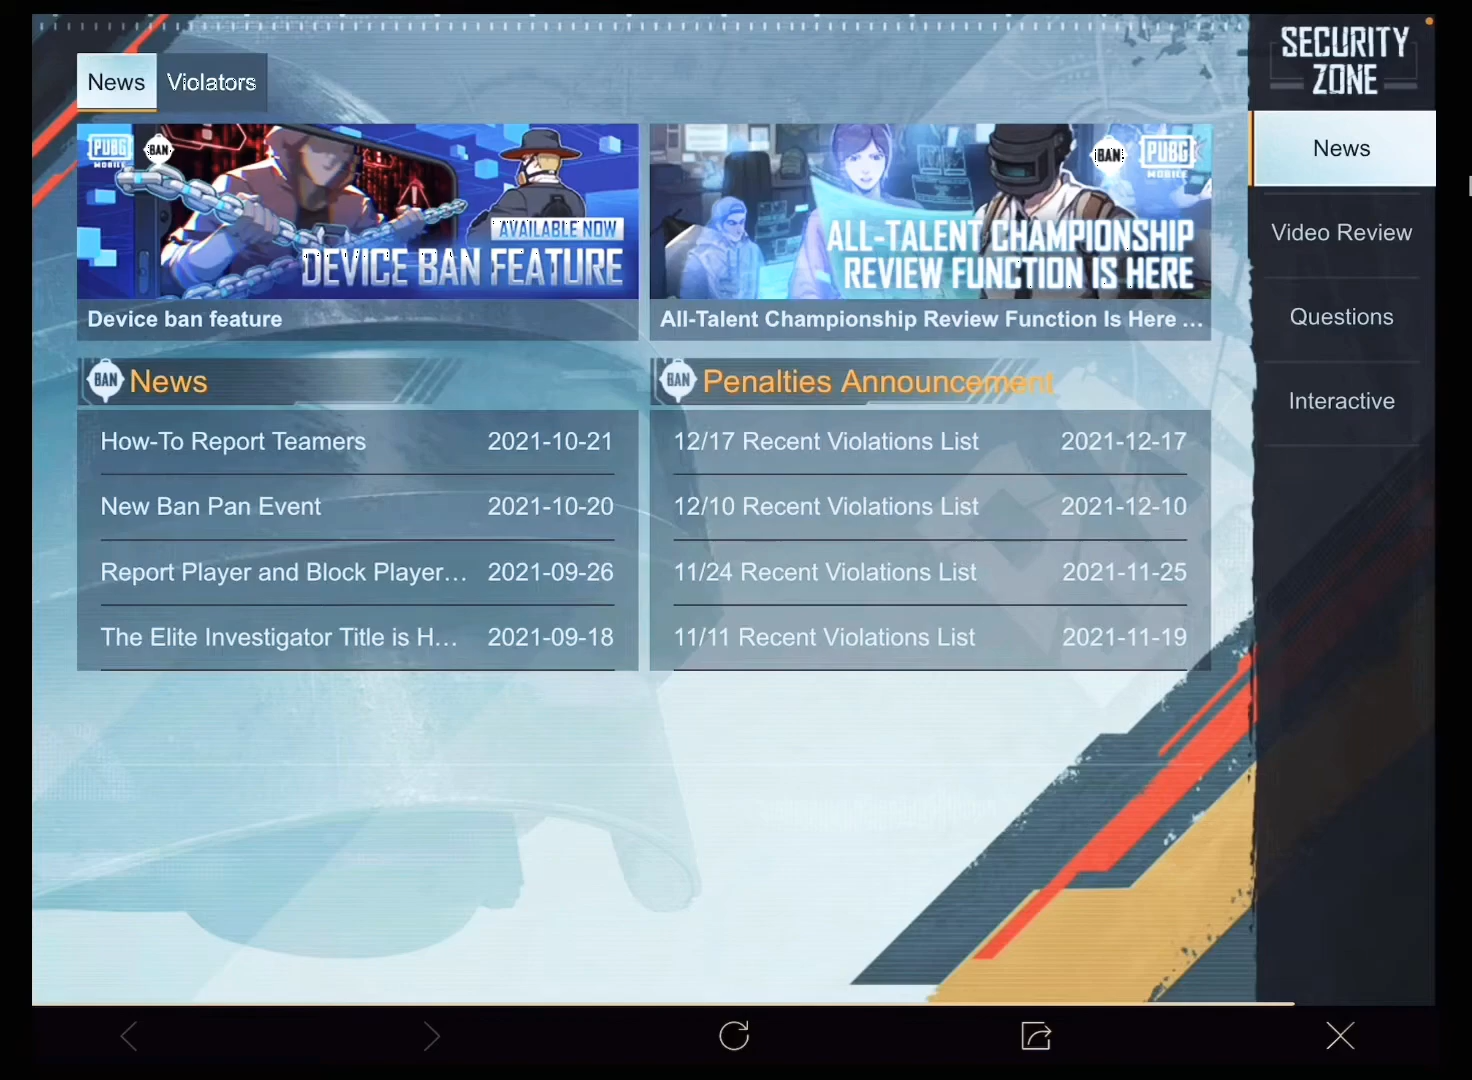 SECURITY
ZONE
News
Violators
PUBG
MOBILE
BAN
AVAILABLE NOW
DEVICE BAN FEATURE
Device ban feature
BAN
PUBG
MOBILE
ALL-TALENT CHAMPIONSHIP
REVIEW FUNCTION IS HERE
All-Talent Championship Review Function Is Here ...
BAN News
How-To Report Teamers 2021-10-21
New Ban Pan Event 2021-10-20
Report Player and Block Player... 2021-09-26
The Elite Investigator Title is H... 2021-09-18
BAN Penalties Announcement
12/17 Recent Violations List 2021-12-17
12/10 Recent Violations List 2021-12-10
11/24 Recent Violations List 2021-11-25
11/11 Recent Violations List 2021-11-19
News
Video Review
Questions
Interactive